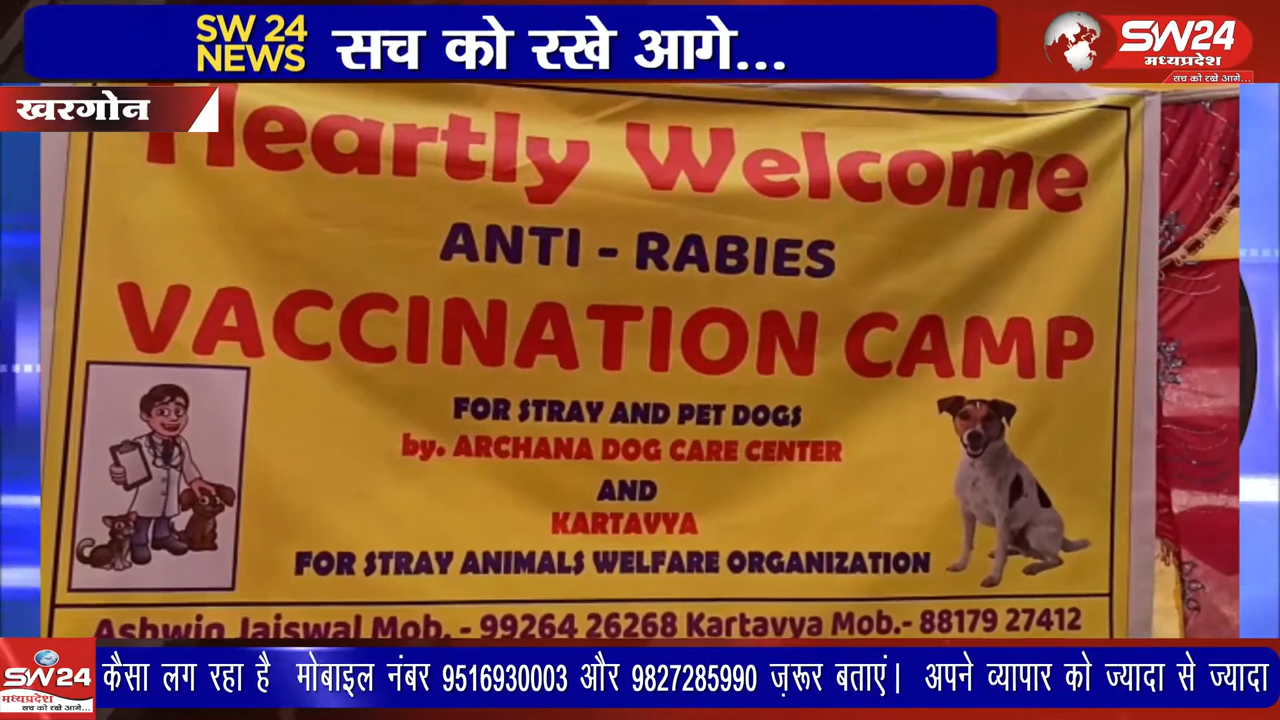 SW 24
NEWS
सच को रखे आगे...
SW24
मध्यप्रदेश
सच को रखे आगे...
खरगोन
Heartly Welcome
ANTI - RABIES
VACCINATION CAMP
FOR STRAY AND PET DOGS
by. ARCHANA DOG CARE CENTER
AND
KARTAVYA
FOR STRAY ANIMALS WELFARE ORGANIZATION
Ashwin Jaiswal Mob. - 99264 26268 Kartavya Mob.- 88179 27412
SW24
मध्यप्रदेश
सच को रखे आगे...
कैसा लग रहा है मोबाइल नंबर 9516930003 और 9827285990 ज़रूर बताएं। अपने व्यापार को ज्यादा से ज्यादा